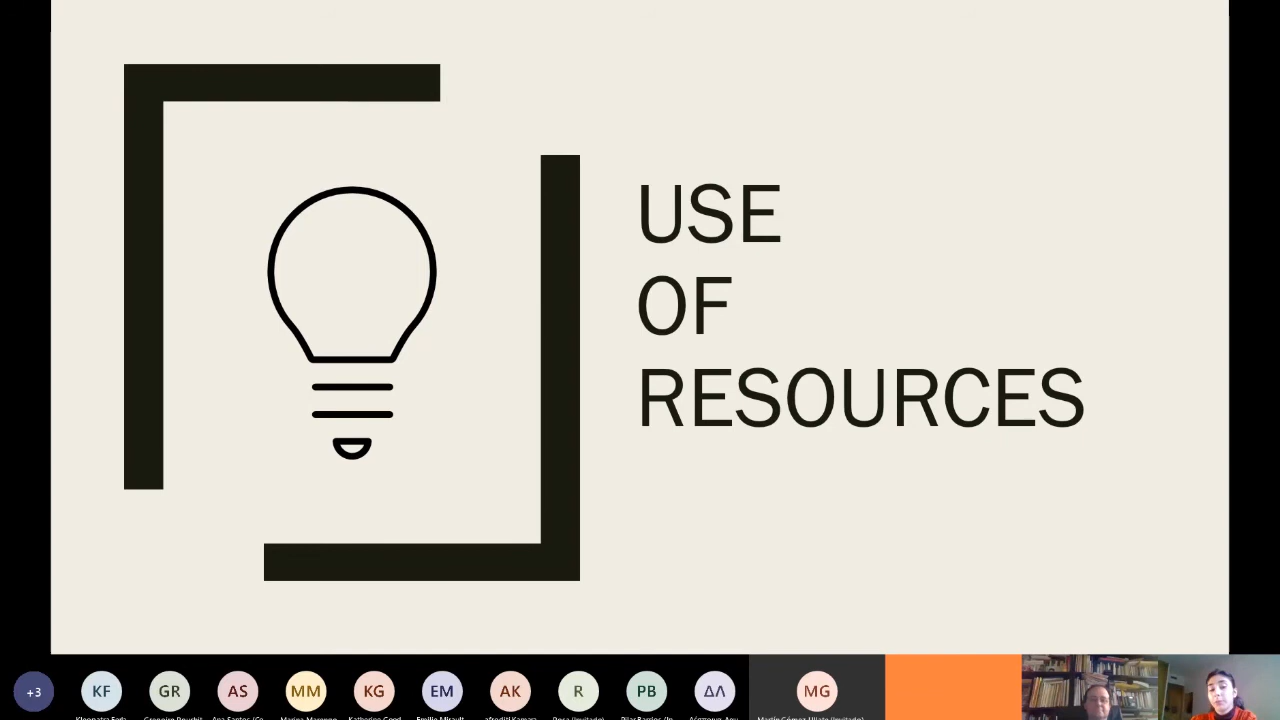 USE
OF
RESOURCES
+3
KF
GR
AS
MM
KG
EM
AK
R
PB
ΔΛ
MG